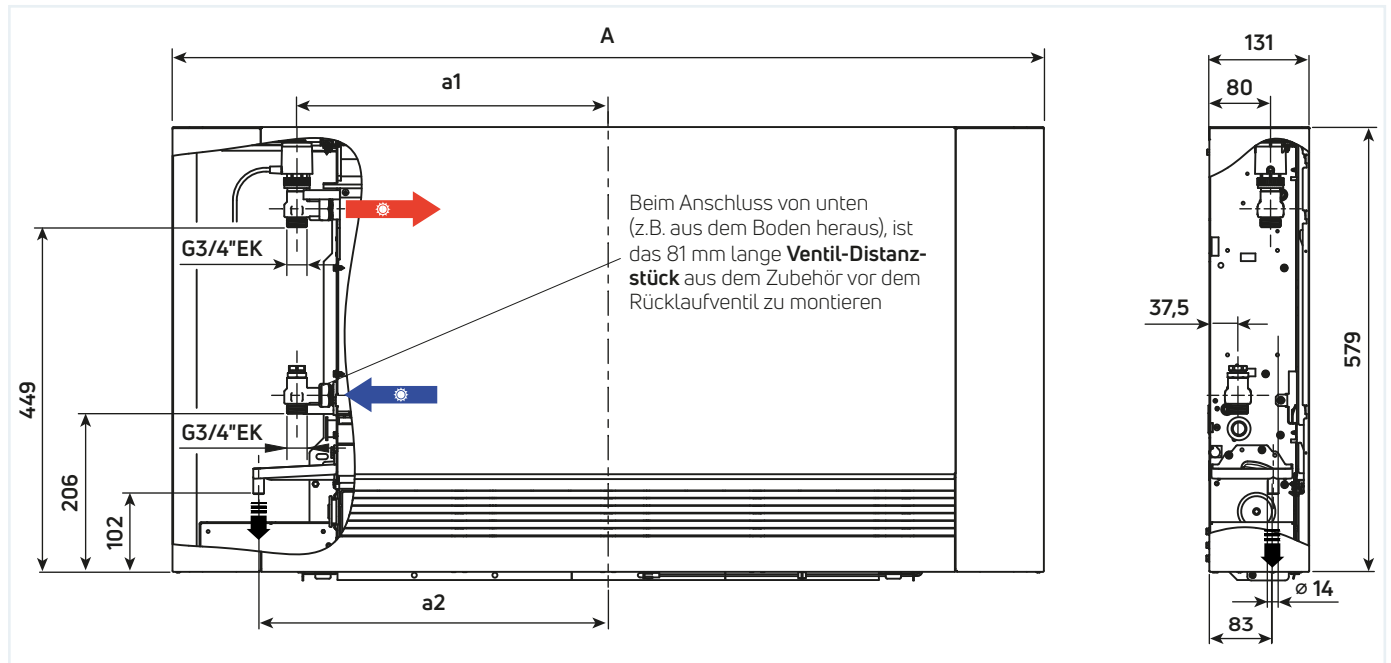 A
131
a1
80
Beim Anschluss von unten
(z.B. aus dem Boden heraus), ist
das 81 mm lange Ventil-Distanz-
stück aus dem Zubehör vor dem
Rücklaufventil zu montieren
G3/4"EK
37,5
579
449
G3/4"EK
206
102
a2
ø 14
83